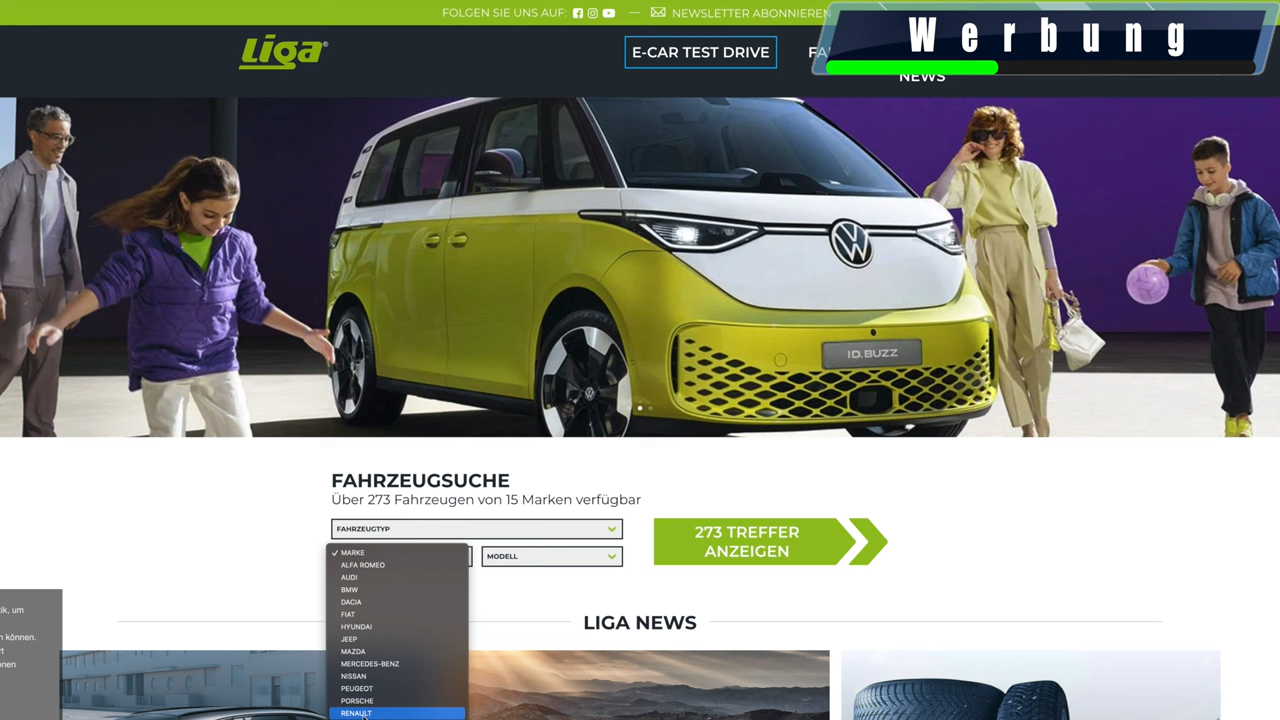 FOLGEN SIE UNS AUF: — NEWSLETTER ABONNIEREN
Werbung
Liga®
E-CAR TEST DRIVE
NEWS
ID.BUZZ
FAHRZEUGSUCHE
Über 273 Fahrzeugen von 15 Marken verfügbar
FAHRZEUGTYP
273 TREFFER
ANZEIGEN
MODELL
✓ MARKE
ALFA ROMEO
AUDI
BMW
DACIA
FIAT
HYUNDAI
JEEP
MAZDA
MERCEDES-BENZ
NISSAN
PEUGEOT
PORSCHE
RENAULT
um
können.
LIGA NEWS